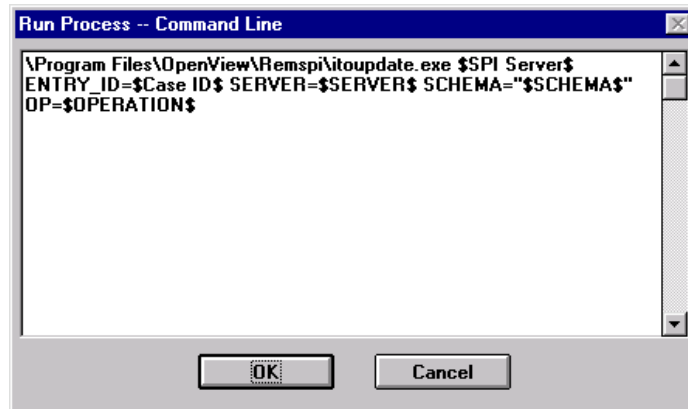 Run Process -- Command Line
\Program Files\OpenView\Remspi\itoupdate.exe $SPI Server$
ENTRY_ID=$Case ID$ SERVER=$SERVER$ SCHEMA="$SCHEMA$"
OP=$OPERATION$
OK
Cancel